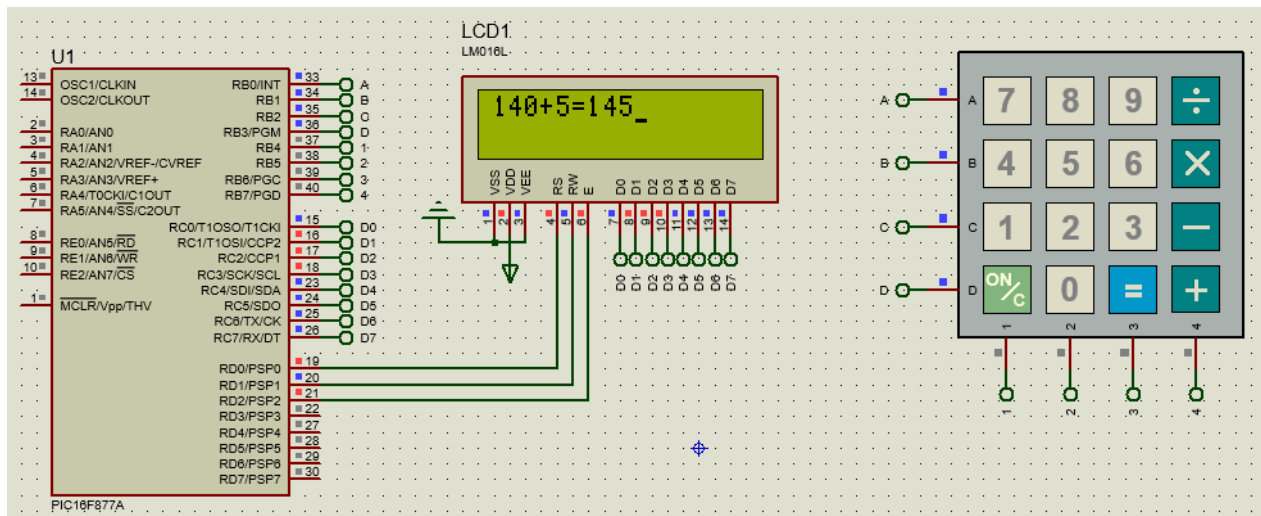 U1
13 OSC1/CLKIN RB0/INT 33 A
14 OSC2/CLKOUT RB1 34 B
RB2 35 C
2 RA0/AN0 RB3/PGM 36 D
3 RA1/AN1 RB4 37 1
4 RA2/AN2/VREF-/CVREF RB5 38 2
5 RA3/AN3/VREF+ RB6/PGC 39 3
6 RA4/T0CKI/C1OUT RB7/PGD 40 4
7 RA5/AN4/SS/C2OUT
RC0/T1OSO/T1CKI 15 D0
8 RE0/AN5/RD RC1/T1OSI/CCP2 16 D1
9 RE1/AN6/WR RC2/CCP1 17 D2
10 RE2/AN7/CS RC3/SCK/SCL 18 D3
RC4/SDI/SDA 23 D4
1 MCLR/Vpp/THV RC5/SDO 24 D5
RC6/TX/CK 25 D6
RC7/RX/DT 26 D7
RD0/PSP0 19
RD1/PSP1 20
RD2/PSP2 21
RD3/PSP3 22
RD4/PSP4 27
RD5/PSP5 28
RD6/PSP6 29
RD7/PSP7 30
PIC16F877A
LCD1
LM016L
140+5=145_
VSS VDD VEE RS RW E D0 D1 D2 D3 D4 D5 D6 D7
1 2 3 4 5 6 7 8 9 10 11 12 13 14
D0 D1 D2 D3 D4 D5 D6 D7
A A 7 8 9 ÷
B B 4 5 6 ×
C C 1 2 3 −
D D ON/C 0 = +
1 2 3 4
1 2 3 4